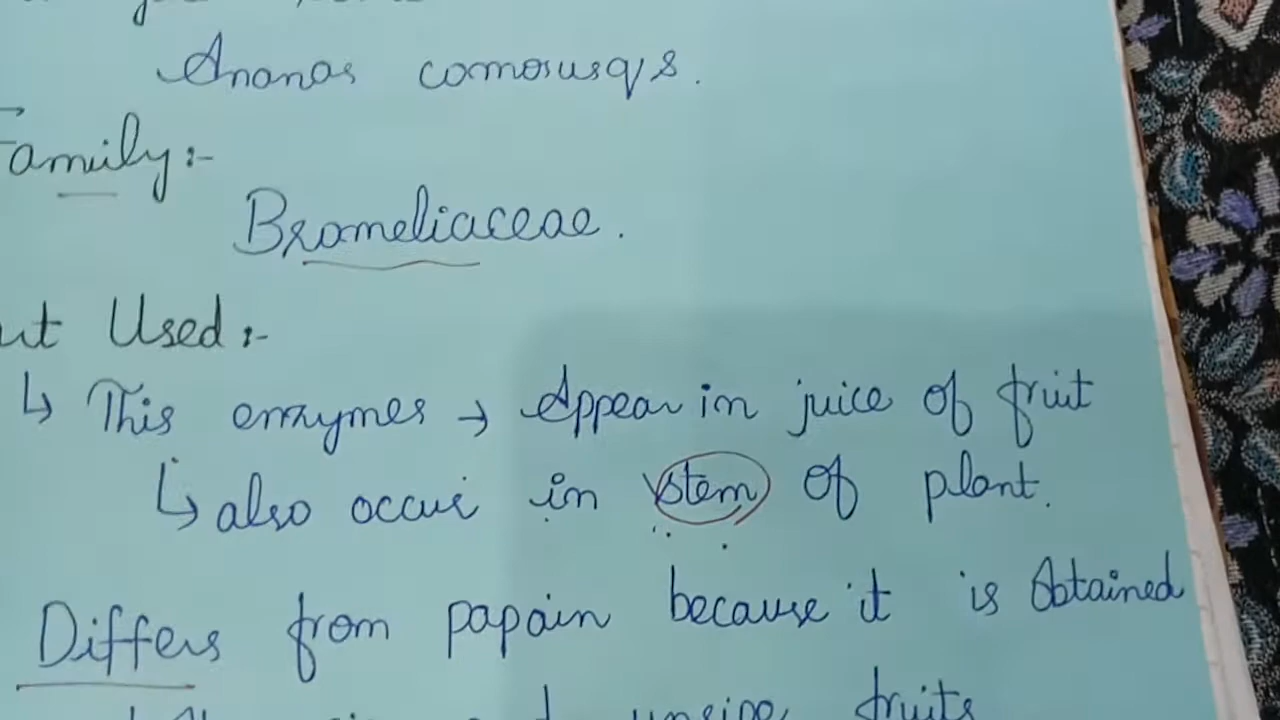 Ananas comosusqs.
Family:-
Bromeliaceae.
Used:-
↳ This enzymes → Appear in juice of fruit
↳ also occur in stem of plant.
Differs from papain because it is Obtained
fruits